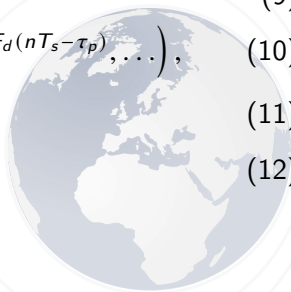 (9)
F_d(nT_s−τ_p),…),
(10)
(11)
(12)